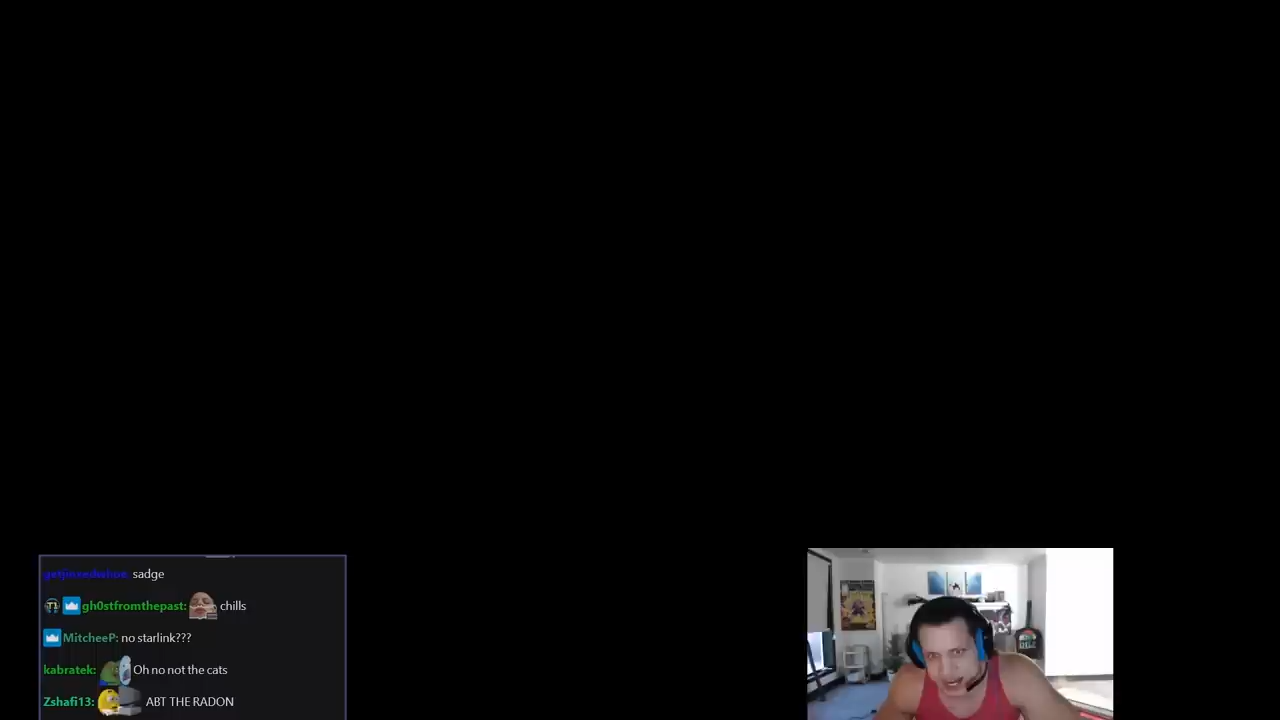 sadge
gh0stfromthepast: chills
MitcheeP: no starlink???
kabratek: Oh no not the cats
Zshafi13: ABT THE RADON